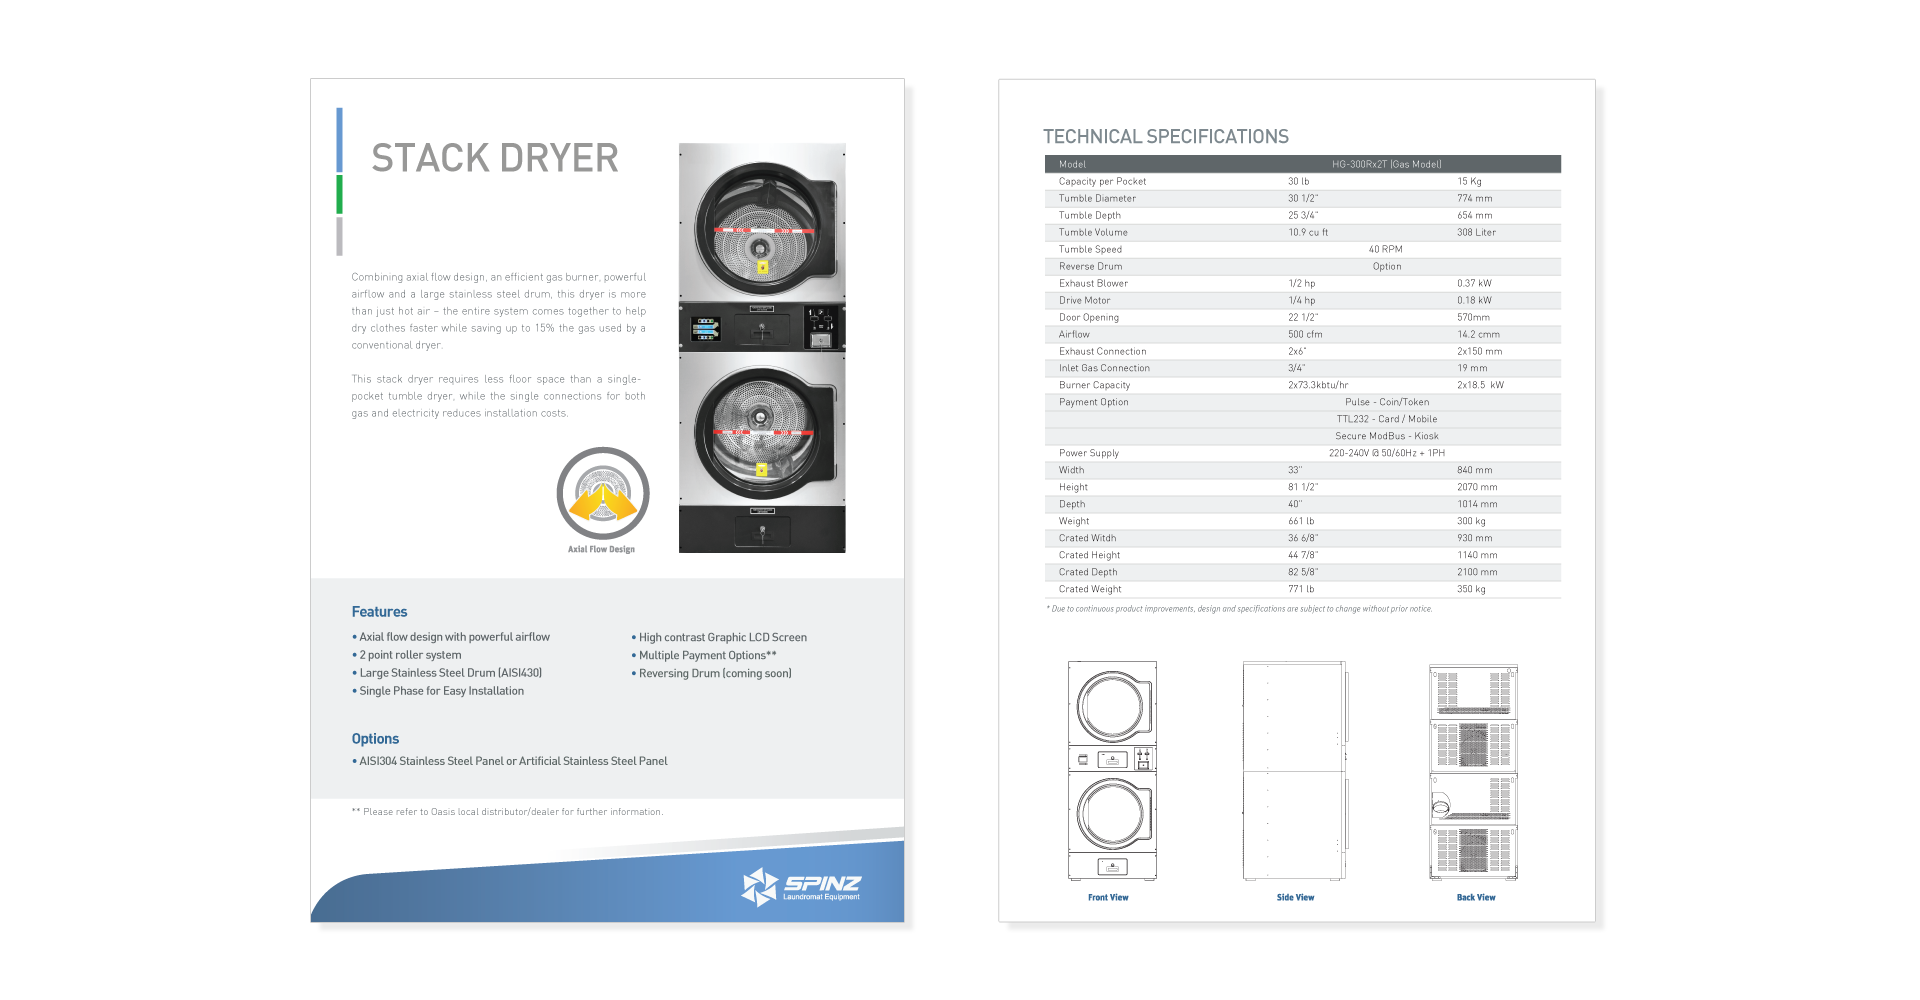 STACK DRYER
Combining axial flow design, an efficient gas burner, powerful
airflow and a large stainless steel drum, this dryer is more
than just hot air – the entire system comes together to help
dry clothes faster while saving up to 15% the gas used by a
conventional dryer.
This stack dryer requires less floor space than a single-
pocket tumble dryer, while the single connections for both
gas and electricity reduces installation costs.
Axial Flow Design
Features
• Axial flow design with powerful airflow
• 2 point roller system
• Large Stainless Steel Drum (AISI430)
• Single Phase for Easy Installation
• High contrast Graphic LCD Screen
• Multiple Payment Options**
• Reversing Drum (coming soon)
Options
• AISI304 Stainless Steel Panel or Artificial Stainless Steel Panel
** Please refer to Oasis local distributor/dealer for further information.
SPINZ
Laundromat Equipment
TECHNICAL SPECIFICATIONS
Model HG-300Rx2T (Gas Model)
Capacity per Pocket 30 lb 15 Kg
Tumble Diameter 30 1/2" 774 mm
Tumble Depth 25 3/4" 654 mm
Tumble Volume 10.9 cu ft 308 Liter
Tumble Speed 40 RPM
Reverse Drum Option
Exhaust Blower 1/2 hp 0.37 kW
Drive Motor 1/4 hp 0.18 kW
Door Opening 22 1/2" 570mm
Airflow 500 cfm 14.2 cmm
Exhaust Connection 2x6" 2x150 mm
Inlet Gas Connection 3/4" 19 mm
Burner Capacity 2x73.3kbtu/hr 2x18.5 kW
Payment Option Pulse - Coin/Token
TTL232 - Card / Mobile
Secure ModBus - Kiosk
Power Supply 220-240V @ 50/60Hz + 1PH
Width 33" 840 mm
Height 81 1/2" 2070 mm
Depth 40" 1014 mm
Weight 661 lb 300 kg
Crated Witdh 36 6/8" 930 mm
Crated Height 44 7/8" 1140 mm
Crated Depth 82 5/8" 2100 mm
Crated Weight 771 lb 350 kg
* Due to continuous product improvements, design and specifications are subject to change without prior notice.
Front View
Side View
Back View